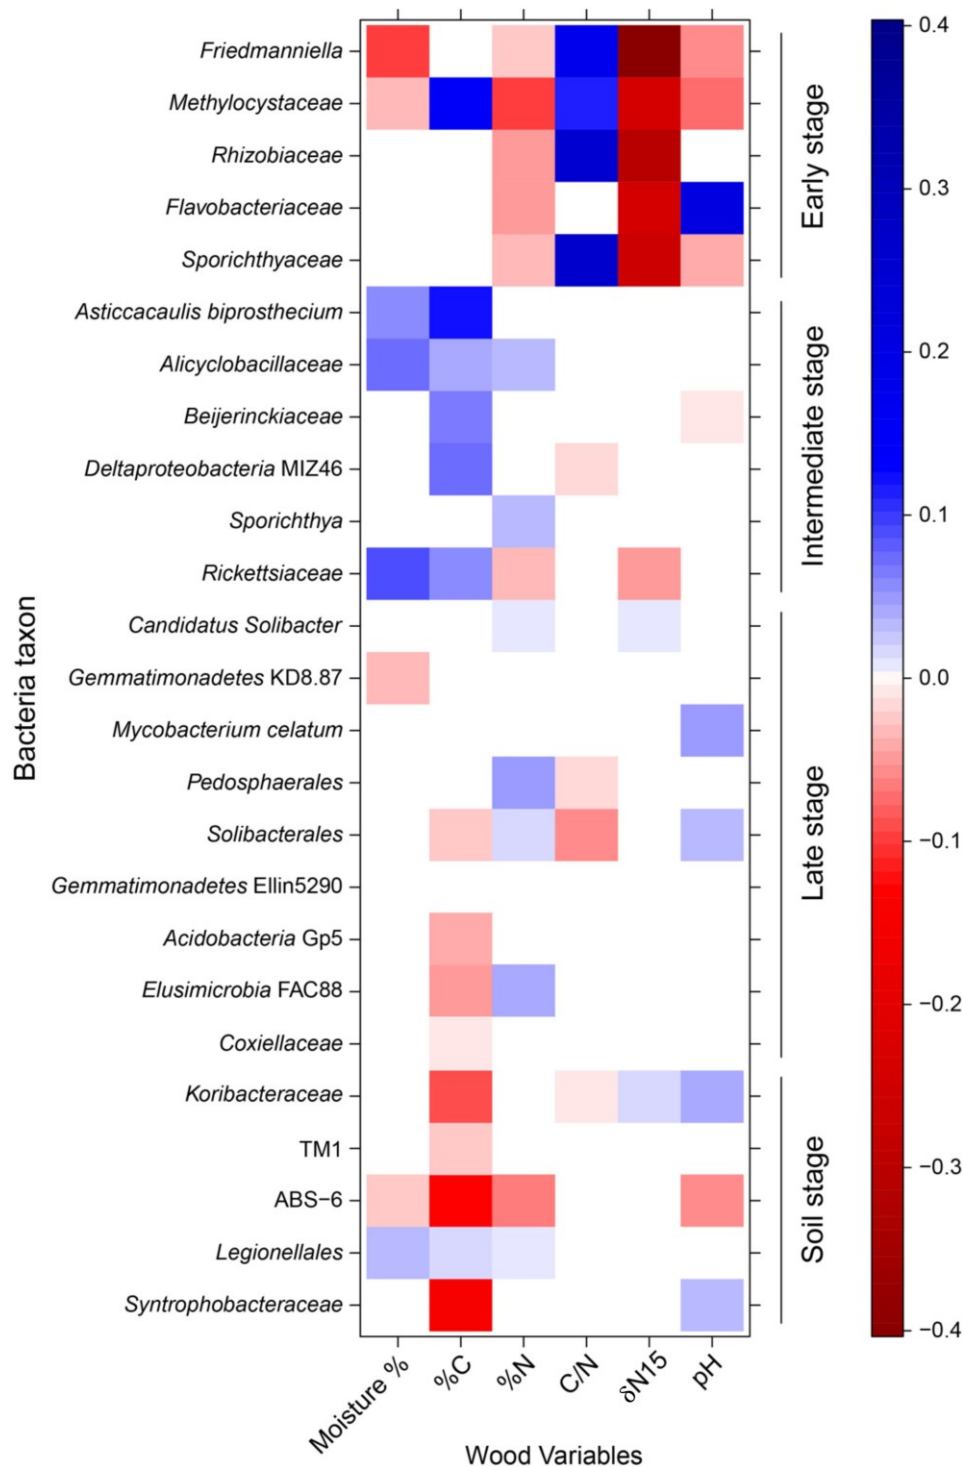 Bacteria taxon
Friedmanniella
Methylocystaceae
Rhizobiaceae
Flavobacteriaceae
Sporichthyaceae
Asticcacaulis biprosthecium
Alicyclobacillaceae
Beijerinckiaceae
Deltaproteobacteria MIZ46
Sporichthya
Rickettsiaceae
Candidatus Solibacter
Gemmatimonadetes KD8.87
Mycobacterium celatum
Pedosphaerales
Solibacterales
Gemmatimonadetes Ellin5290
Acidobacteria Gp5
Elusimicrobia FAC88
Coxiellaceae
Koribacteraceae
TM1
ABS−6
Legionellales
Syntrophobacteraceae
Early stage
Intermediate stage
Late stage
Soil stage
0.4
0.3
0.2
0.1
0.0
−0.1
−0.2
−0.3
−0.4
Moisture %
%C
%N
C/N
δN15
pH
Wood Variables